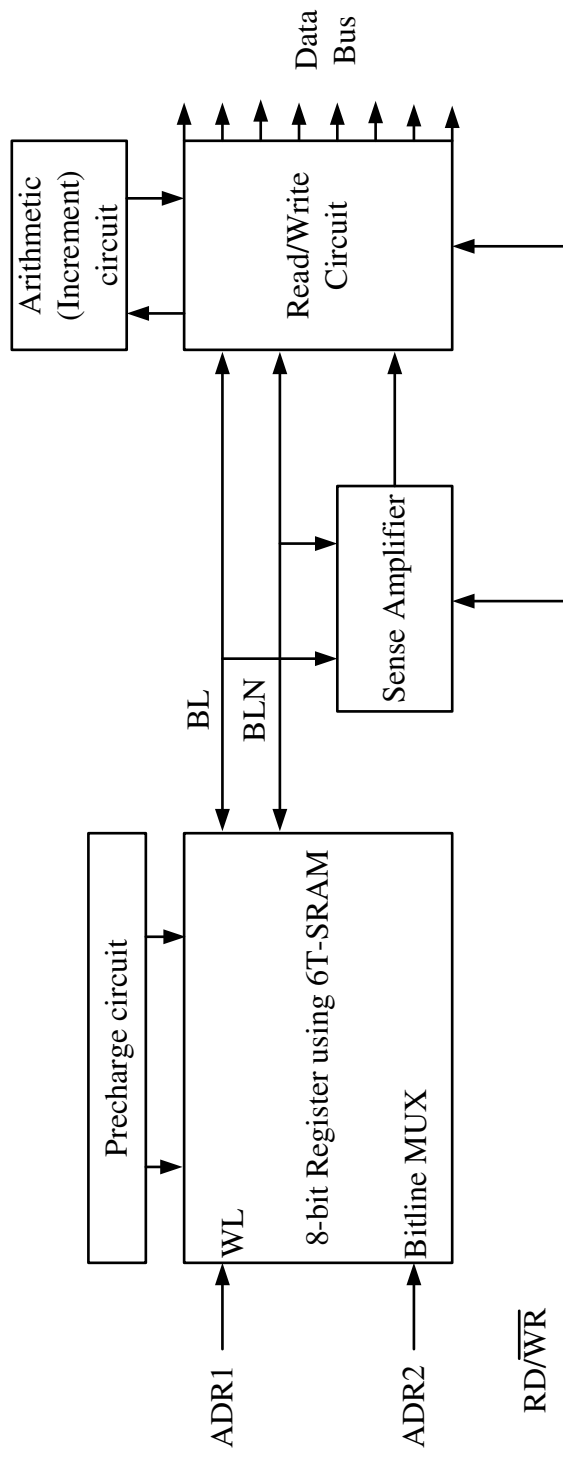 Precharge circuit
ADR1
WL
8-bit Register using 6T-SRAM
ADR2
Bitline MUX
RD/W̅R̅
BL
BLN
Sense Amplifier
Arithmetic
(Increment)
circuit
Read/Write
Circuit
Data
Bus